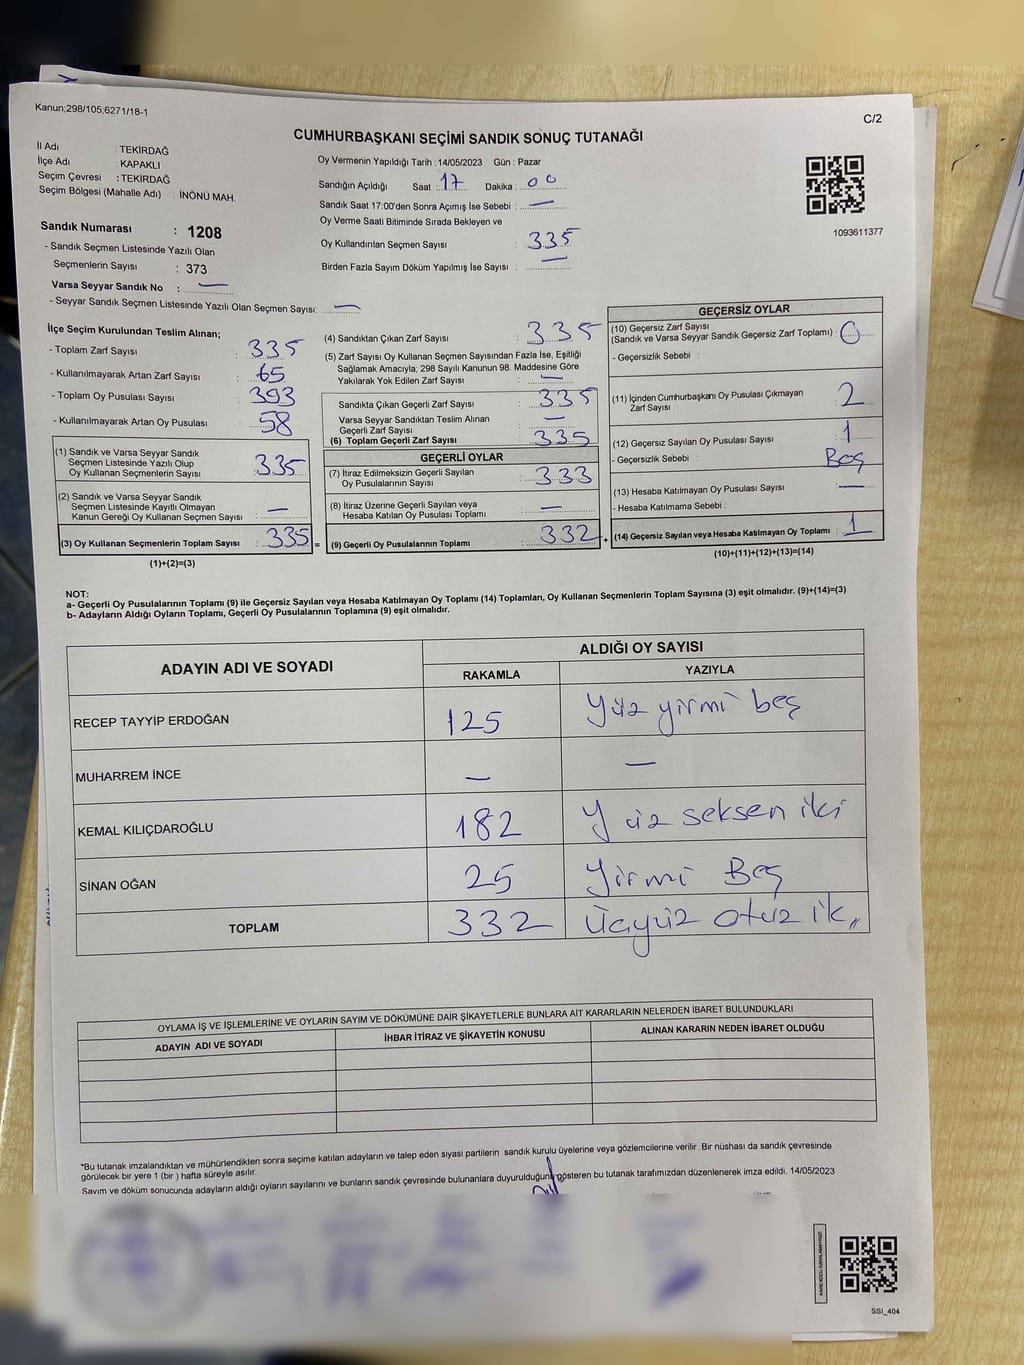 Kanun;298/105;6271/18-1
C/2
CUMHURBAŞKANI SEÇİMİ SANDIK SONUÇ TUTANAĞI
İl Adı : TEKİRDAĞ
İlçe Adı : KAPAKLI
Seçim Çevresi : TEKİRDAĞ
Seçim Bölgesi (Mahalle Adı) : İNÖNÜ MAH.
Sandık Numarası : 1208
- Sandık Seçmen Listesinde Yazılı Olan
Seçmenlerin Sayısı : 373
Varsa Seyyar Sandık No : —
- Seyyar Sandık Seçmen Listesinde Yazılı Olan Seçmen Sayısı: —
Oy Vermenin Yapıldığı Tarih : 14/05/2023 Gün : Pazar
Sandığın Açıldığı Saat : 17 Dakika : 00
Sandık Saat 17:00'den Sonra Açımış İse Sebebi : —
Oy Verme Saati Bitiminde Sırada Bekleyen ve
Oy Kullandırılan Seçmen Sayısı : 335
Birden Fazla Sayım Döküm Yapılmış İse Sayısı : —
1093611377
İlçe Seçim Kurulundan Teslim Alınan;
- Toplam Zarf Sayısı : 335
- Kullanılmayarak Artan Zarf Sayısı : 65
- Toplam Oy Pusulası Sayısı : 393
- Kullanılmayarak Artan Oy Pusulası : 58
(1) Sandık ve Varsa Seyyar Sandık
Seçmen Listesinde Yazılı Olup
Oy Kullanan Seçmenlerin Sayısı : 335
(2) Sandık ve Varsa Seyyar Sandık
Seçmen Listesinde Kayıtlı Olmayan
Kanun Gereği Oy Kullanan Seçmen Sayısı : —
(3) Oy Kullanan Seçmenlerin Toplam Sayısı : 335 =
(1)+(2)=(3)
(4) Sandıktan Çıkan Zarf Sayısı : 335
(5) Zarf Sayısı Oy Kullanan Seçmen Sayısından Fazla İse, Eşitliği
Sağlamak Amacıyla; 298 Sayılı Kanunun 98. Maddesine Göre
Yakılarak Yok Edilen Zarf Sayısı : —
Sandıkta Çıkan Geçerli Zarf Sayısı : 335
Varsa Seyyar Sandıktan Teslim Alınan
Geçerli Zarf Sayısı : —
(6) Toplam Geçerli Zarf Sayısı : 335
GEÇERLİ OYLAR
(7) İtiraz Edilmeksizin Geçerli Sayılan
Oy Pusulalarının Sayısı : 333
(8) İtiraz Üzerine Geçerli Sayılan veya
Hesaba Katılan Oy Pusulası Toplamı : —
(9) Geçerli Oy Pusulalarının Toplamı : 332 +
GEÇERSİZ OYLAR
(10) Geçersiz Zarf Sayısı
(Sandık ve Varsa Seyyar Sandık Geçersiz Zarf Toplamı) : 0
- Geçersizlik Sebebi :
(11) İçinden Cumhurbaşkanı Oy Pusulası Çıkmayan
Zarf Sayısı : 2
(12) Geçersiz Sayılan Oy Pusulası Sayısı : 1
- Geçersizlik Sebebi : Boş
(13) Hesaba Katılmayan Oy Pusulası Sayısı : —
- Hesaba Katılmama Sebebi :
(14) Geçersiz Sayılan veya Hesaba Katılmayan Oy Toplamı : 1
(10)+(11)+(12)+(13)=(14)
NOT:
a- Geçerli Oy Pusulalarının Toplamı (9) ile Geçersiz Sayılan veya Hesaba Katılmayan Oy Toplamı (14) Toplamları, Oy Kullanan Seçmenlerin Toplam Sayısına (3) eşit olmalıdır. (9)+(14)=(3)
b- Adayların Aldığı Oyların Toplamı, Geçerli Oy Pusulalarının Toplamına (9) eşit olmalıdır.
ADAYIN ADI VE SOYADI
ALDIĞI OY SAYISI
RAKAMLA YAZIYLA
RECEP TAYYİP ERDOĞAN 125 Yüz yirmi beş
MUHARREM İNCE — —
KEMAL KILIÇDAROĞLU 182 Yüz seksen iki
SİNAN OĞAN 25 Yirmi Beş
TOPLAM 332 Üçyüz otuz ik,,
OYLAMA İŞ VE İŞLEMLERİNE VE OYLARIN SAYIM VE DÖKÜMÜNE DAİR ŞİKAYETLERLE BUNLARA AİT KARARLARIN NELERDEN İBARET BULUNDUKLARI
ADAYIN ADI VE SOYADI
İHBAR İTİRAZ VE ŞİKAYETİN KONUSU
ALINAN KARARIN NEDEN İBARET OLDUĞU
*Bu tutanak imzalandıktan ve mühürlendikten sonra seçime katılan adayların ve talep eden siyasi partilerin sandık kurulu üyelerine veya gözlemcilerine verilir. Bir nüshası da sandık çevresinde
görülecek bir yere 1 (bir ) hafta süreyle asılır.
Sayım ve döküm sonucunda adayların aldığı oyların sayılarını ve bunların sandık çevresinde bulunanlara duyurulduğunu gösteren bu tutanak tarafımızdan düzenlenerek imza edildi. 14/05/2023
SSI_404